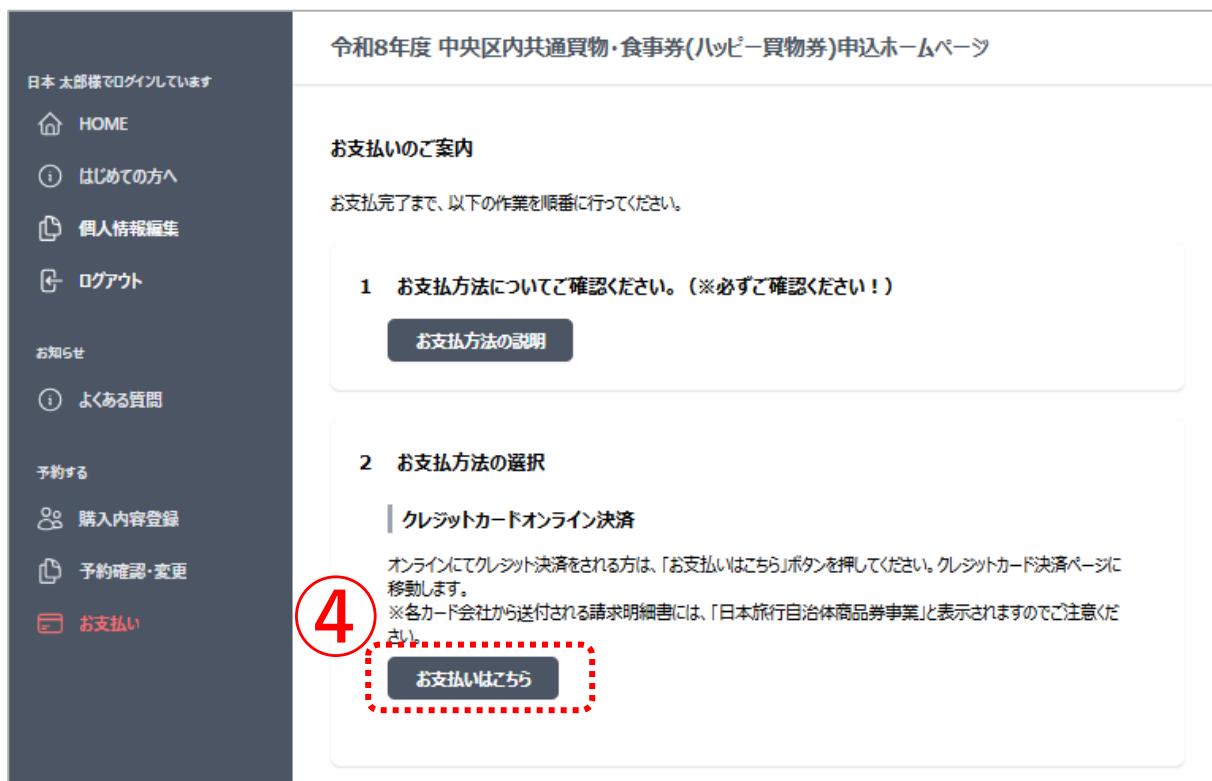 令和8年度 中央区内共通買物・食事券(ハッピー買物券)申込ホームページ
日本 太郎様でログインしています
HOME
はじめての方へ
個人情報編集
ログアウト
お知らせ
よくある質問
予約する
購入内容登録
予約確認・変更
お支払い
お支払いのご案内
お支払完了まで、以下の作業を順番に行ってください。
1 お支払方法についてご確認ください。（※必ずご確認ください！）
お支払方法の説明
2 お支払方法の選択
クレジットカードオンライン決済
オンラインにてクレジット決済をされる方は、「お支払いはこちら」ボタンを押してください。クレジットカード決済ページに
移動します。
※各カード会社から送付される請求明細書には、「日本旅行自治体商品券事業」と表示されますのでご注意くだ
さい。
④
お支払いはこちら